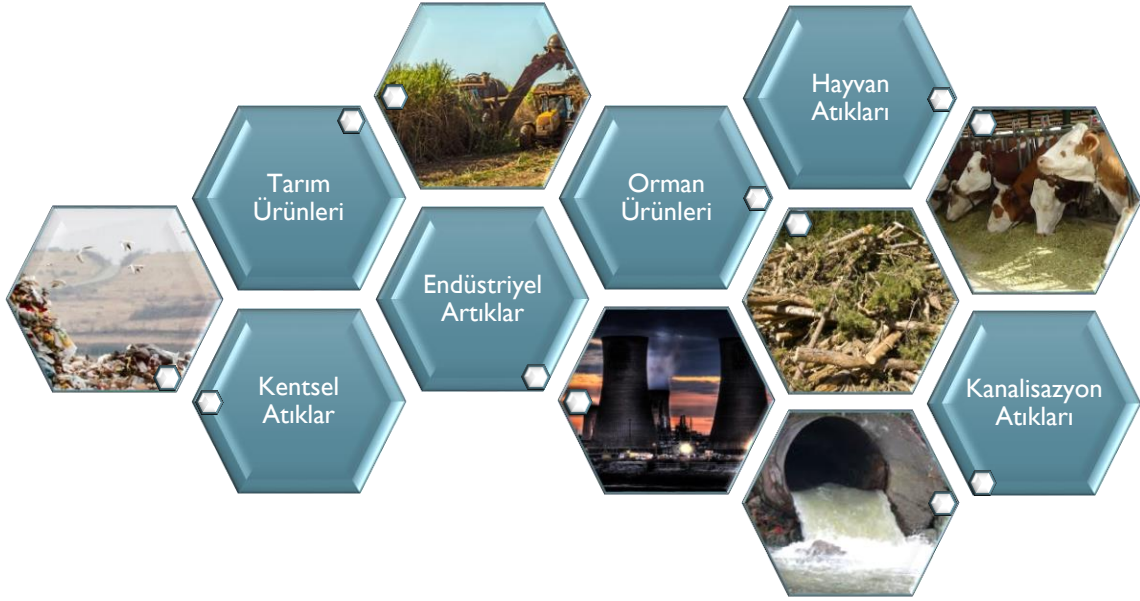 Hayvan
Atıkları
Tarım
Ürünleri
Orman
Ürünleri
Endüstriyel
Artıklar
Kentsel
Atıklar
Kanalisazyon
Atıkları